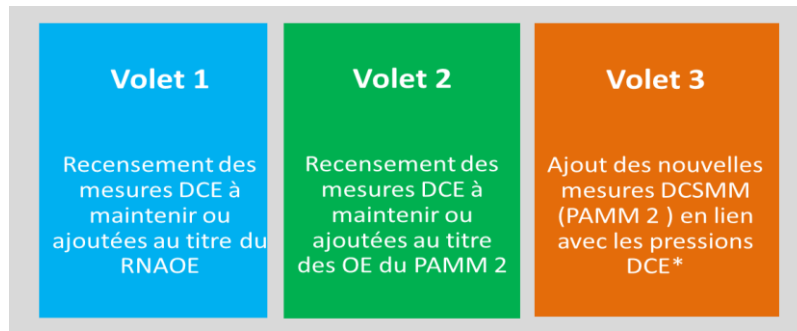 Volet 1
Recensement des
mesures DCE à
maintenir ou
ajoutées au titre du
RNAOE
Volet 2
Recensement des
mesures DCE à
maintenir ou
ajoutées au titre
des OE du PAMM 2
Volet 3
Ajout des nouvelles
mesures DCSMM
(PAMM 2 ) en lien
avec les pressions
DCE*